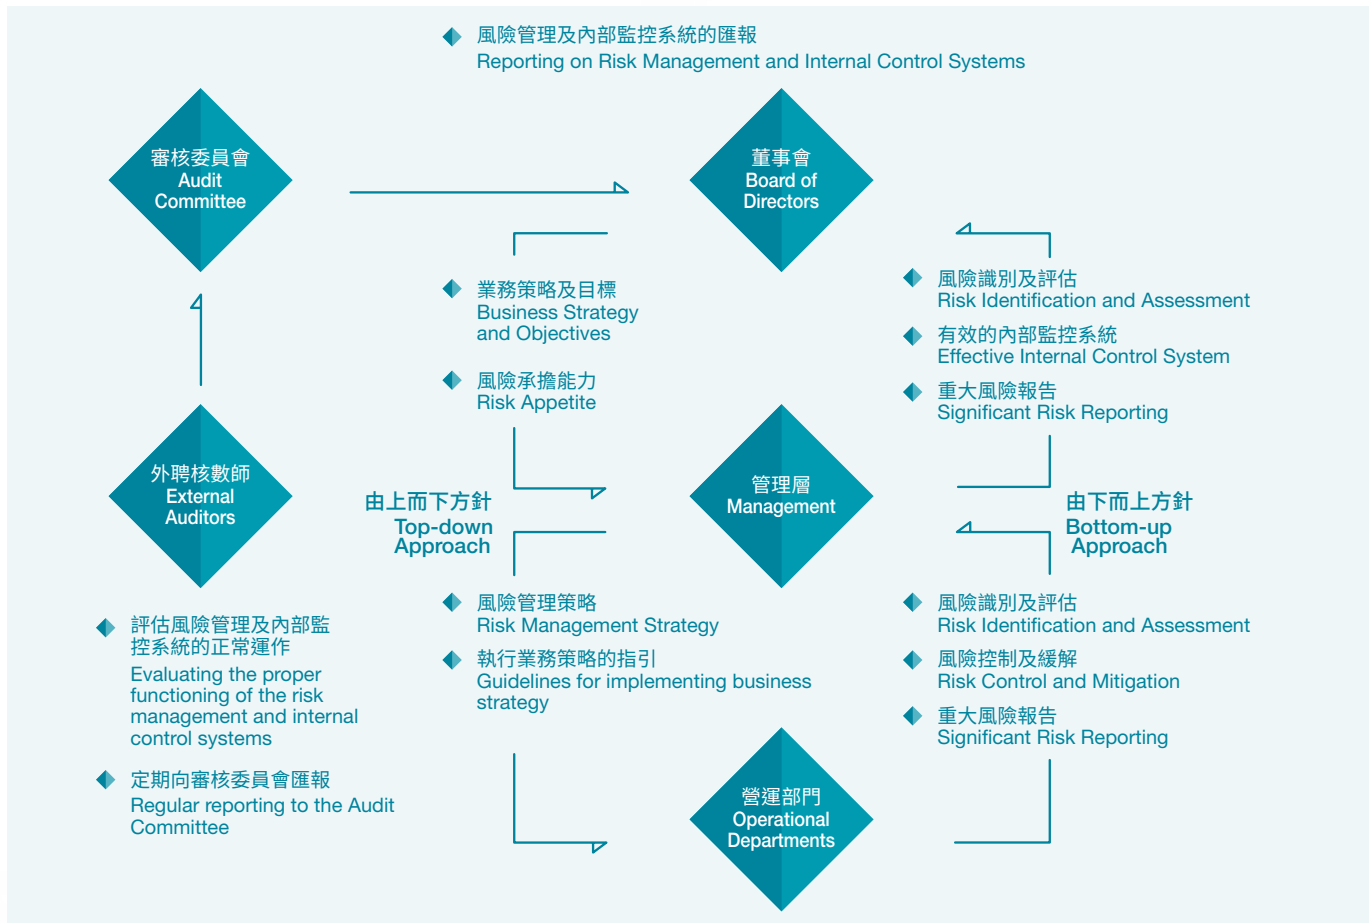 風險管理及內部監控系統的匯報
Reporting on Risk Management and Internal Control Systems
審核委員會
Audit
Committee
董事會
Board of
Directors
業務策略及目標
Business Strategy
and Objectives
風險承擔能力
Risk Appetite
風險識別及評估
Risk Identification and Assessment
有效的內部監控系統
Effective Internal Control System
重大風險報告
Significant Risk Reporting
外聘核數師
External
Auditors
由上而下方針
Top-down
Approach
管理層
Management
由下而上方針
Bottom-up
Approach
評估風險管理及內部監
控系統的正常運作
Evaluating the proper
functioning of the risk
management and internal
control systems
定期向審核委員會匯報
Regular reporting to the Audit
Committee
風險管理策略
Risk Management Strategy
執行業務策略的指引
Guidelines for implementing business
strategy
風險識別及評估
Risk Identification and Assessment
風險控制及緩解
Risk Control and Mitigation
重大風險報告
Significant Risk Reporting
營運部門
Operational
Departments